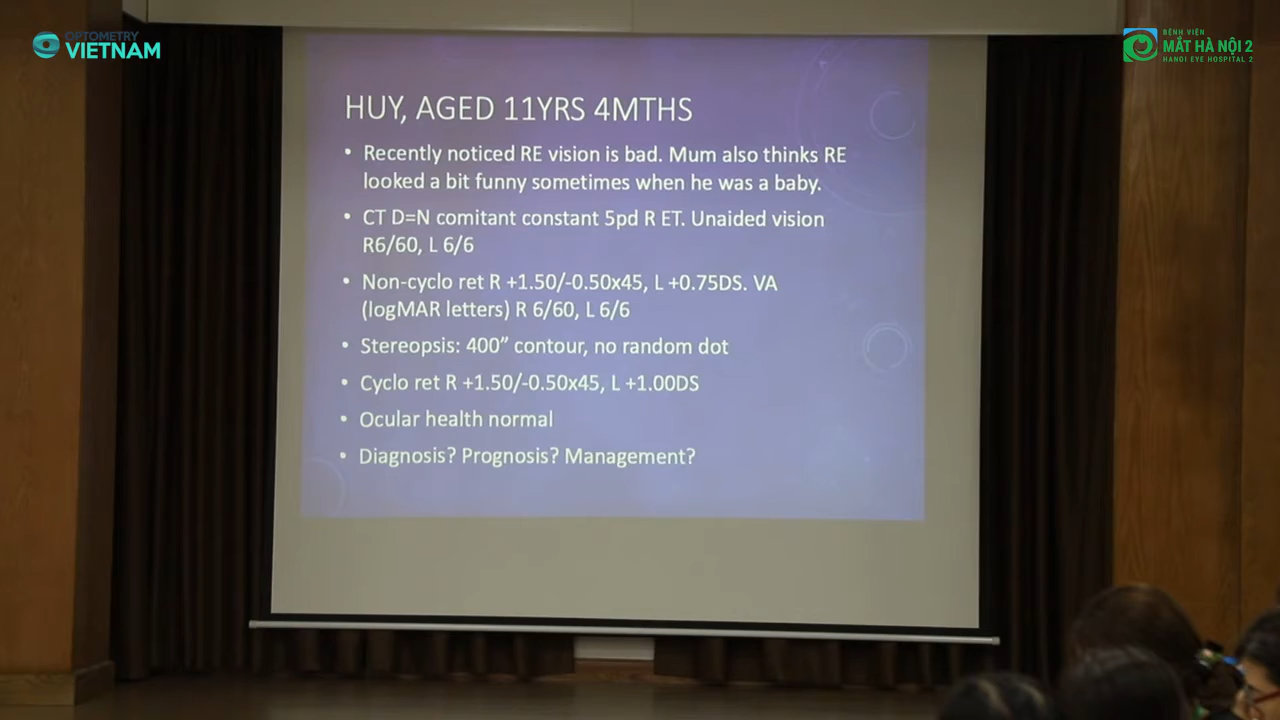 OPTOMETRY
VIETNAM
BỆNH VIỆN
MẮT HÀ NỘI 2
HANOI EYE HOSPITAL 2
HUY, AGED 11YRS 4MTHS
• Recently noticed RE vision is bad. Mum also thinks RE
looked a bit funny sometimes when he was a baby.
• CT D=N comitant constant 5pd R ET. Unaided vision
R6/60, L 6/6
• Non-cyclo ret R +1.50/-0.50x45, L +0.75DS. VA
(logMAR letters) R 6/60, L 6/6
• Stereopsis: 400” contour, no random dot
• Cyclo ret R +1.50/-0.50x45, L +1.00DS
• Ocular health normal
• Diagnosis? Prognosis? Management?